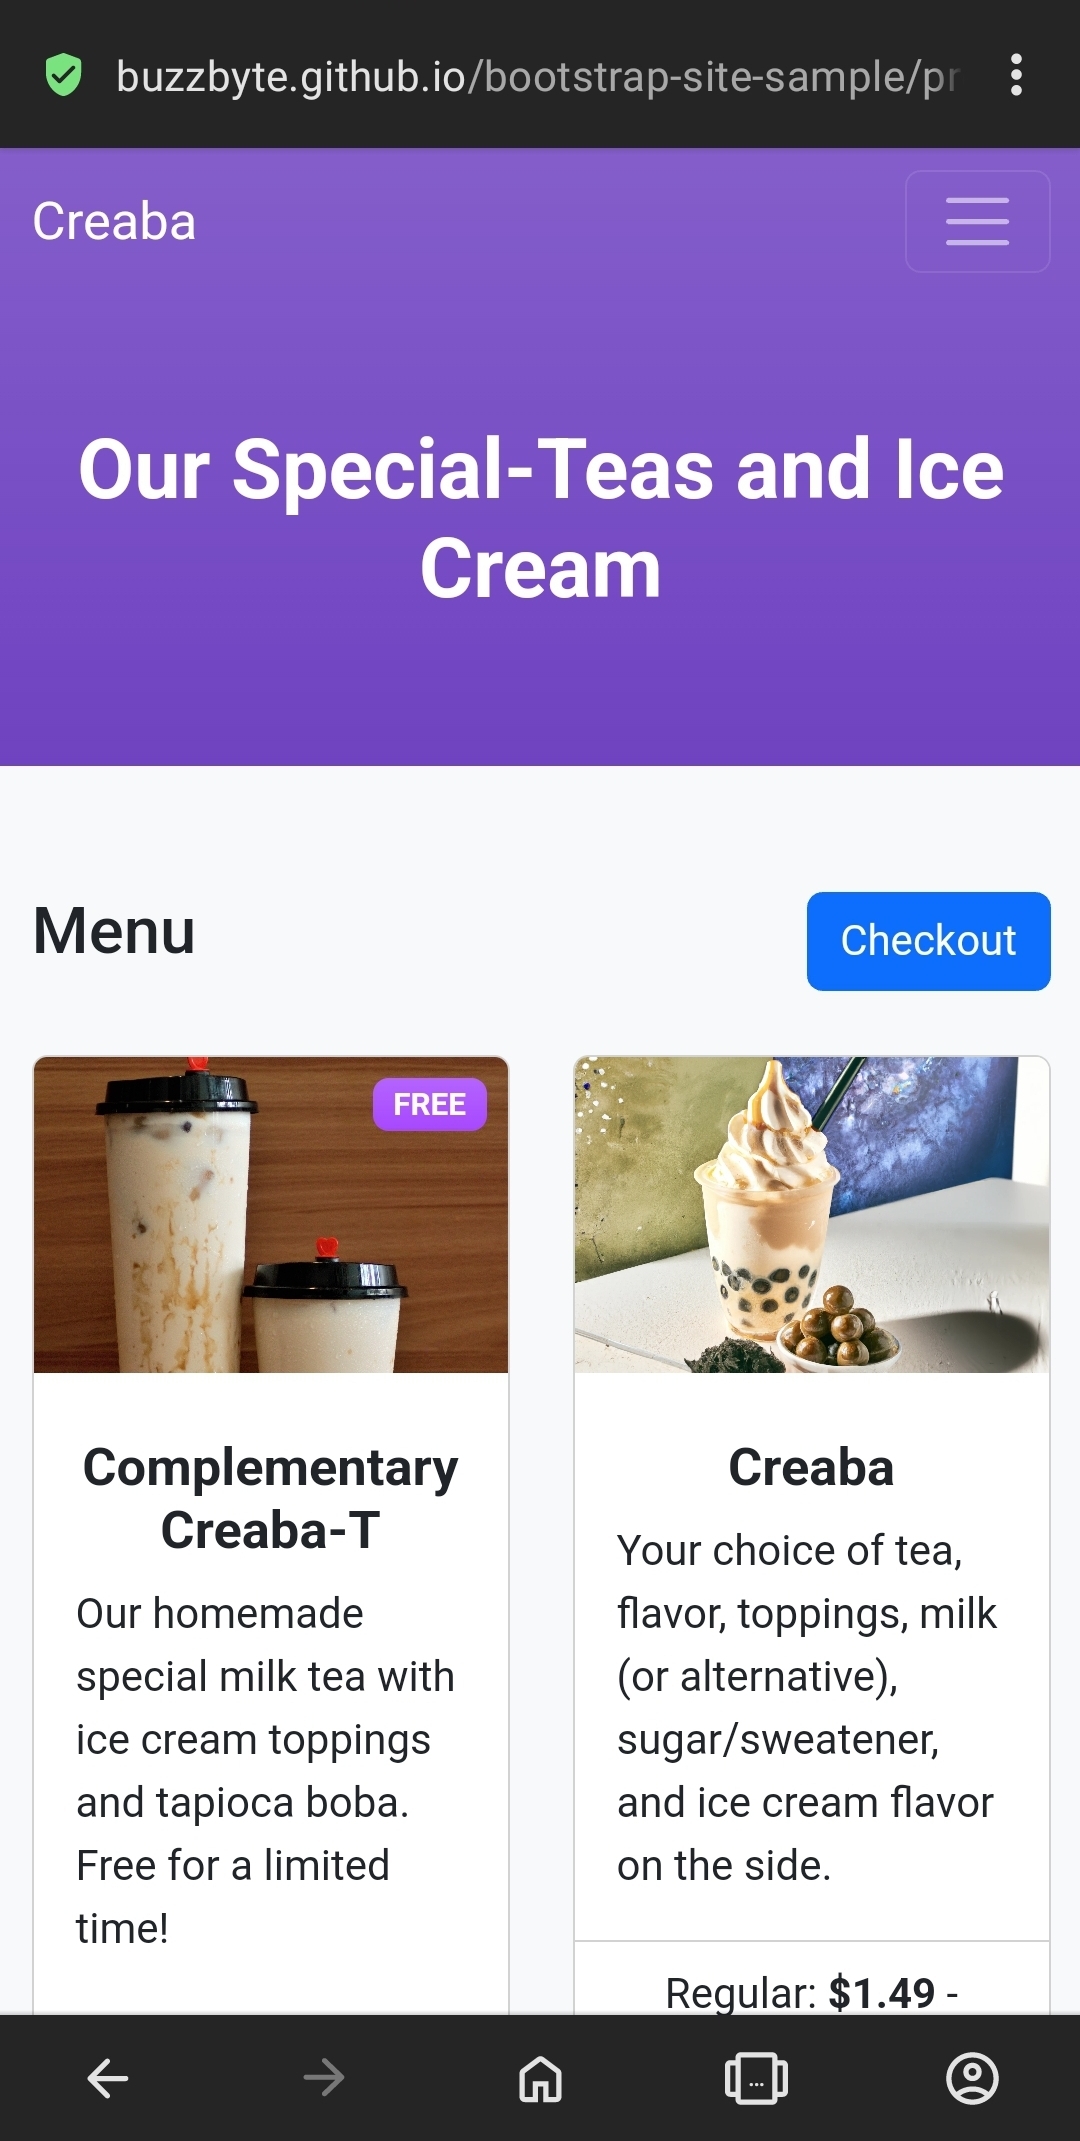 buzzbyte.github.io/bootstrap-site-sample/pr
Creaba
Our Special-Teas and Ice
Cream
Menu
Checkout
FREE
Complementary
Creaba-T
Our homemade
special milk tea with
ice cream toppings
and tapioca boba.
Free for a limited
time!
Creaba
Your choice of tea,
flavor, toppings, milk
(or alternative),
sugar/sweatener,
and ice cream flavor
on the side.
Regular: $1.49 -